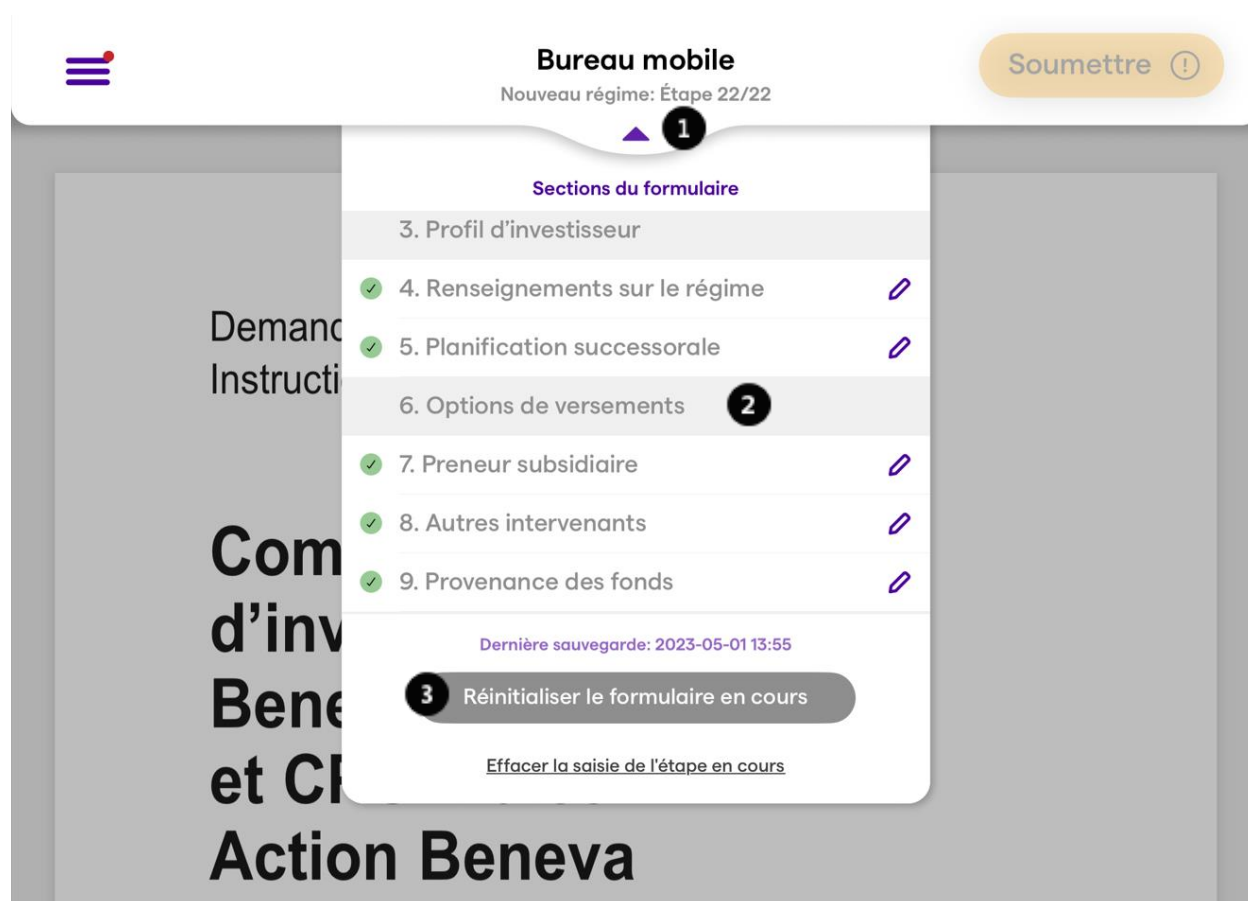 Bureau mobile
Soumettre
Nouveau régime: Étape 22/22
1
Sections du formulaire
3. Profil d'investisseur
4. Renseignements sur le régime
5. Planification successorale
6. Options de versements 2
7. Preneur subsidiaire
8. Autres intervenants
9. Provenance des fonds
Dernière sauvegarde: 2023-05-01 13:55
3 Réinitialiser le formulaire en cours
Effacer la saisie de l'étape en cours
Demand
Instructi
Com
d'inv
Bene
et C
Action Beneva